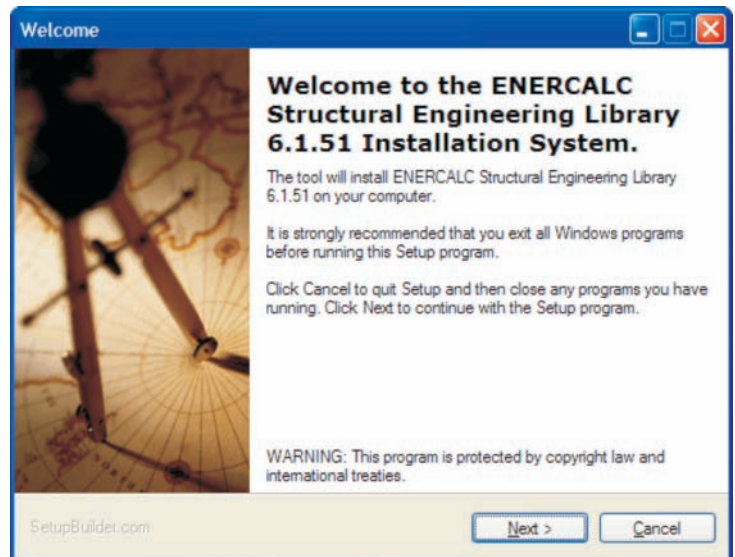 Welcome
Welcome to the ENERCALC
Structural Engineering Library
6.1.51 Installation System.
The tool will install ENERCALC Structural Engineering Library
6.1.51 on your computer.
It is strongly recommended that you exit all Windows programs
before running this Setup program.
Click Cancel to quit Setup and then close any programs you have
running. Click Next to continue with the Setup program.
WARNING: This program is protected by copyright law and
international treaties.
SetupBuilder.com
Next >
Cancel